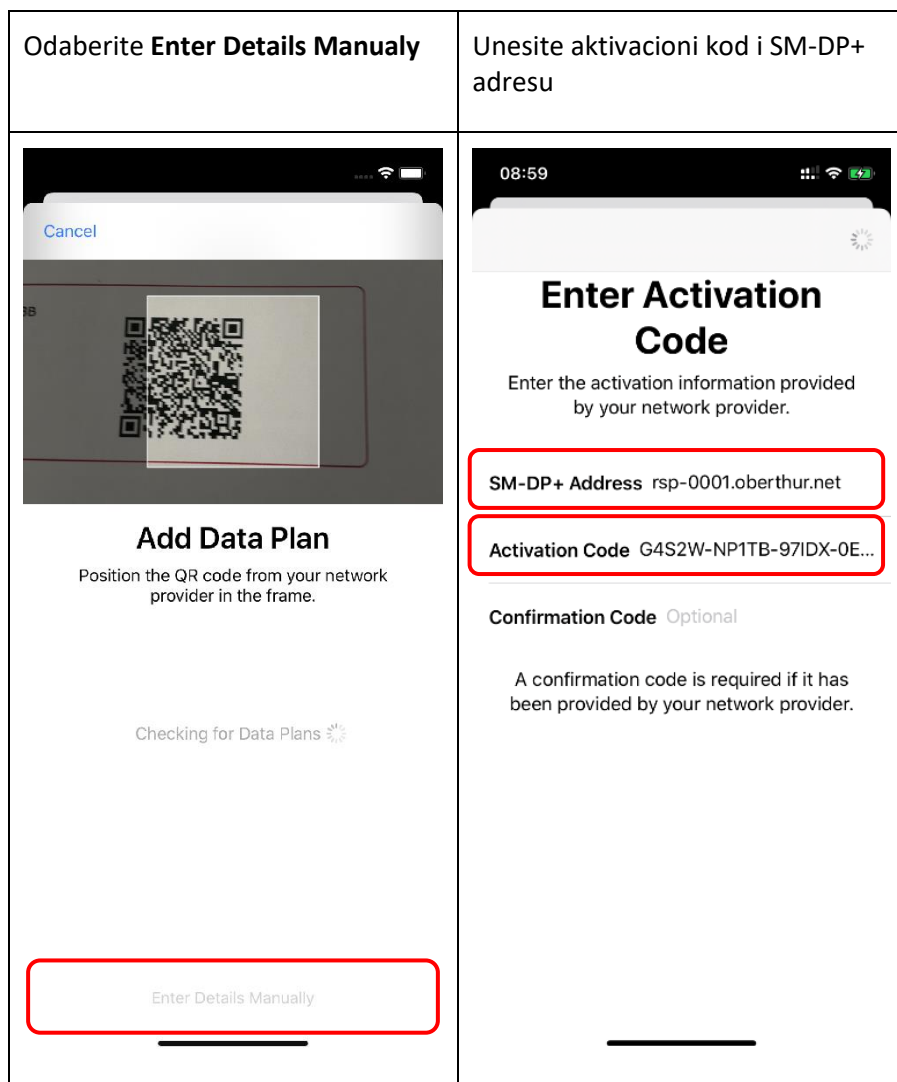 Odaberite Enter Details Manualy
Unesite aktivacioni kod i SM-DP+
adresu
Cancel
Add Data Plan
Position the QR code from your network
provider in the frame.
Checking for Data Plans
Enter Details Manually
08:59
Enter Activation
Code
Enter the activation information provided
by your network provider.
SM-DP+ Address rsp-0001.oberthur.net
Activation Code G4S2W-NP1TB-97IDX-0E...
Confirmation Code Optional
A confirmation code is required if it has
been provided by your network provider.